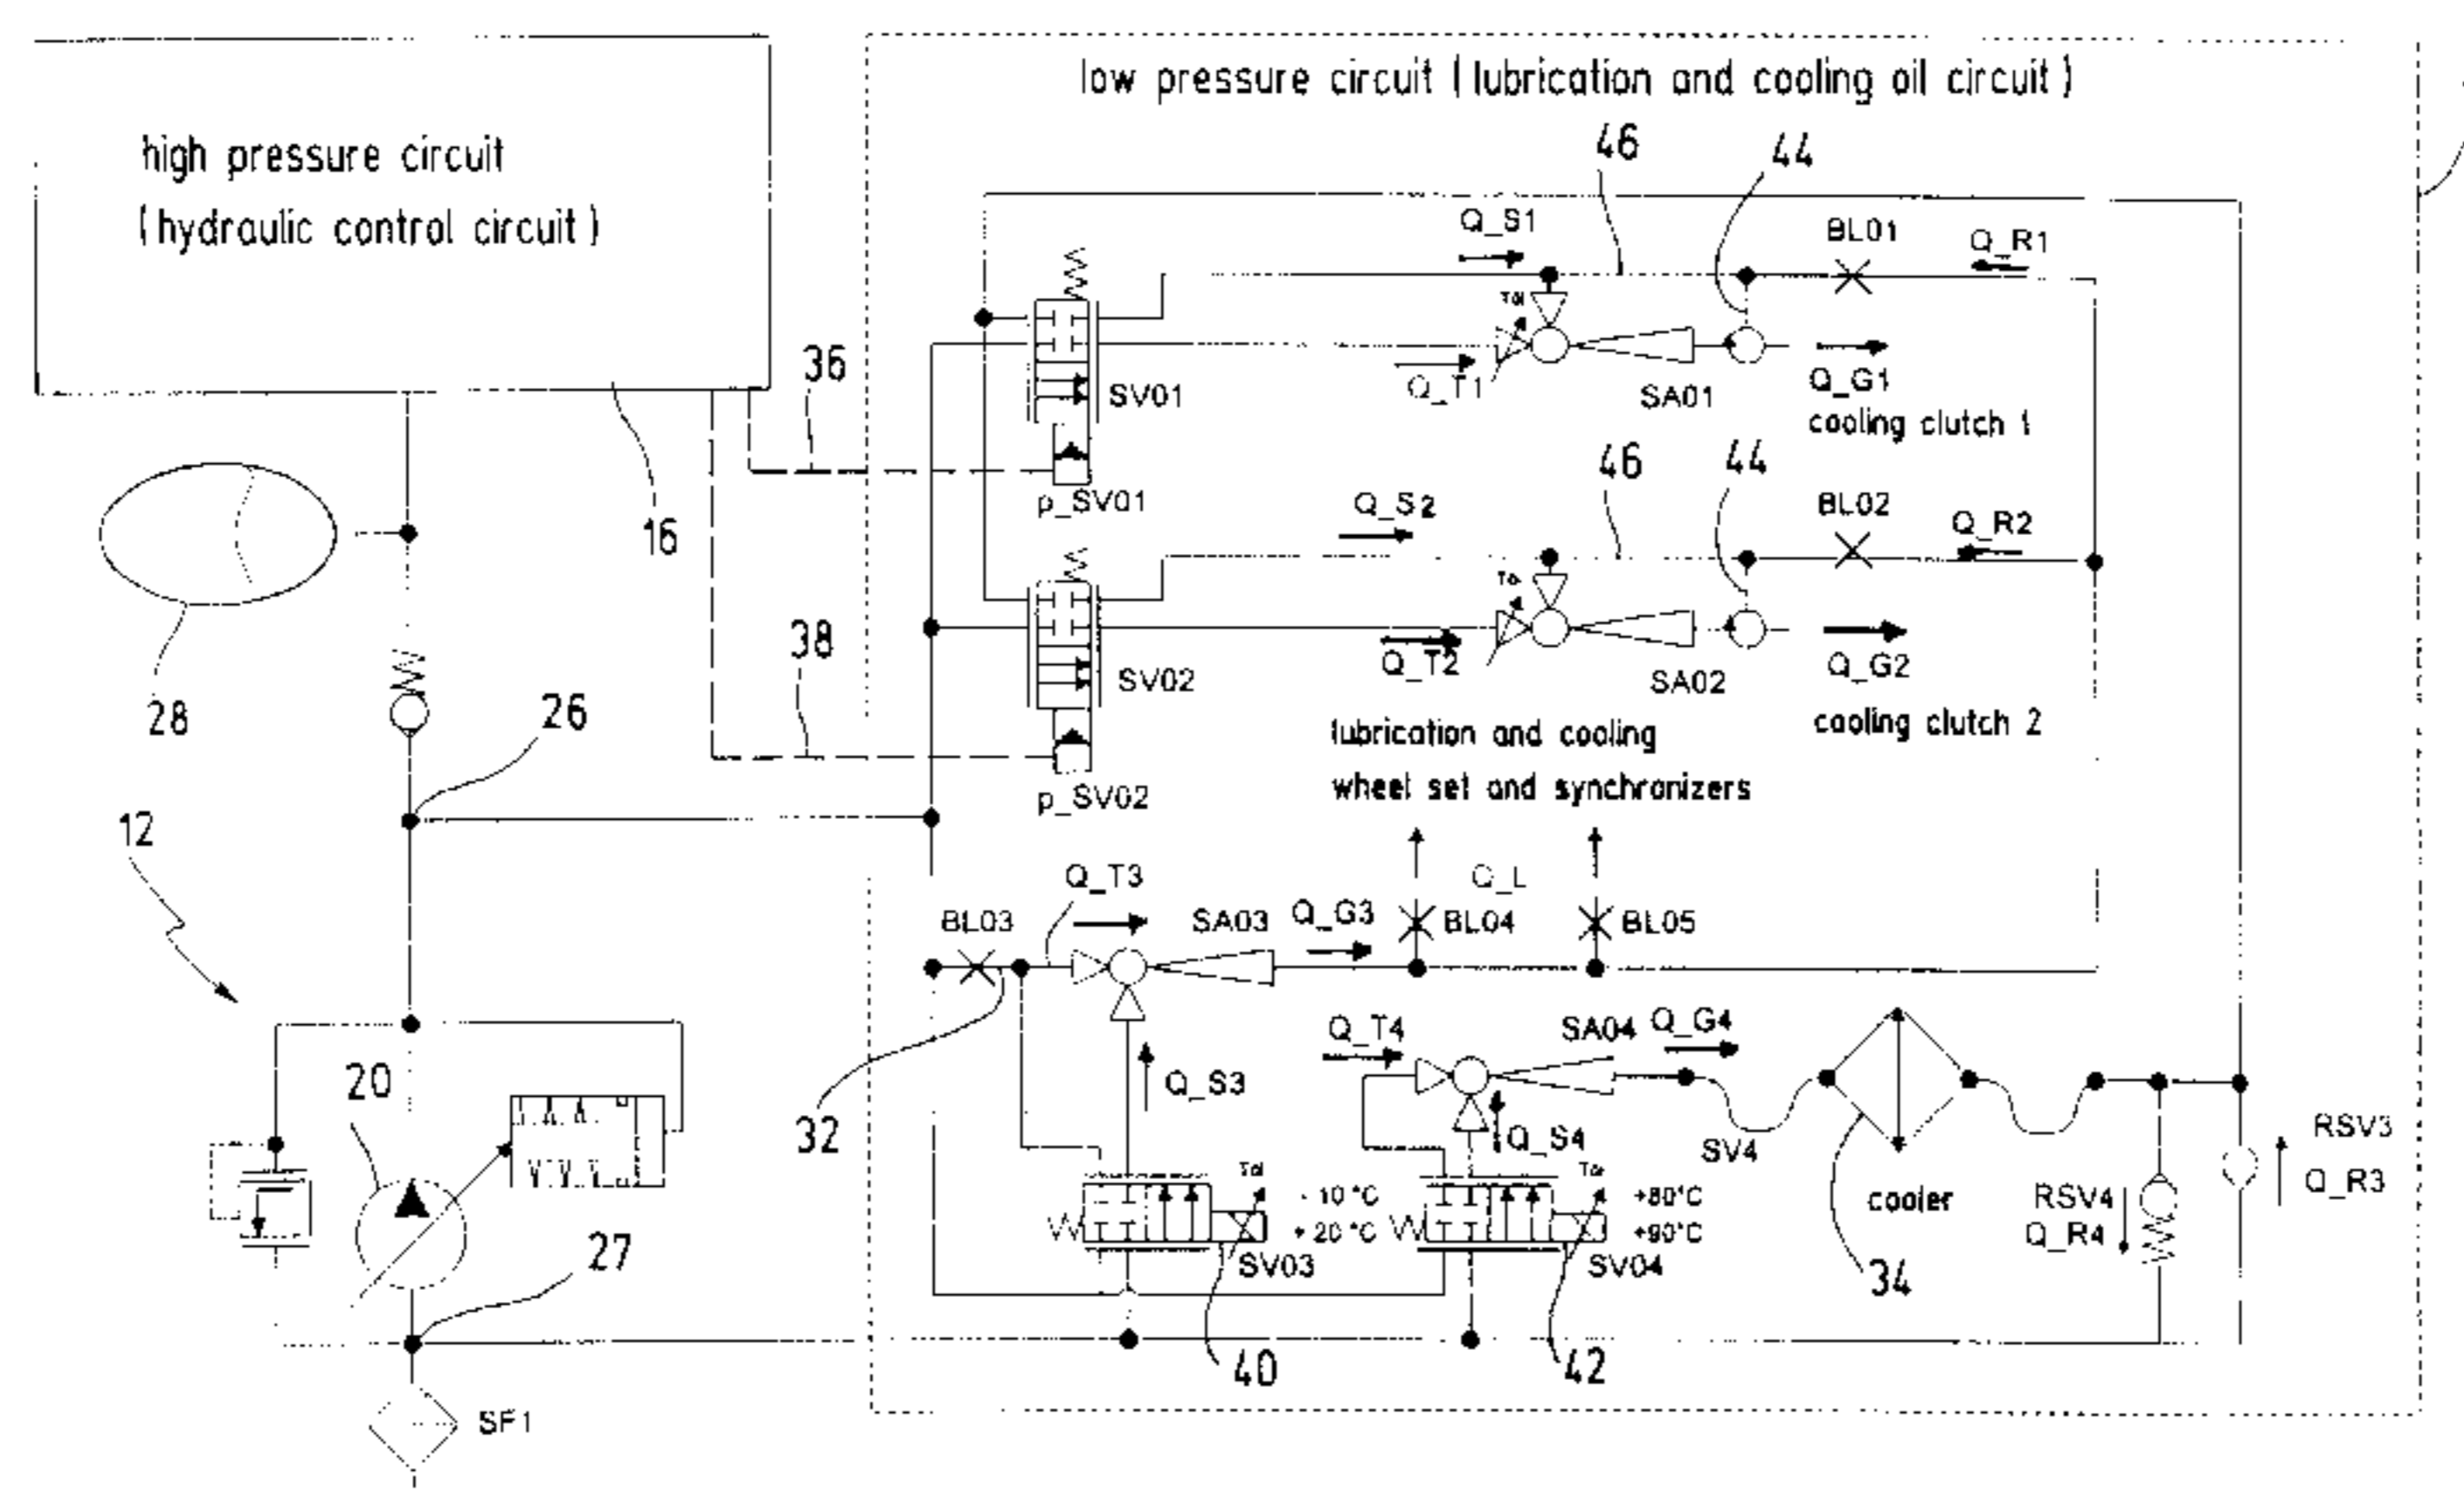 low pressure circuit (lubrication and cooling oil circuit)
high pressure circuit
(hydraulic control circuit)
46
44
Q_S1
BL01
Q_R1
Töl
36
SV01
Q_T1
SA01
Q_G1
cooling clutch 1
p_SV01
16
Q_S2
46
44
BL02
Q_R2
38
SV02
Q_T2
SA02
Q_G2
cooling clutch 2
28
26
p_SV02
lubrication and cooling
wheel set and synchronizers
12
Q_T3
Q_L
BL03
SA03
Q_G3
BL04
BL05
20
Q_T4
SA04
Q_G4
32
Q_S3
Q_S4
SV4
RSV3
Q_R3
- 10 °C
+ 20 °C
+80°C
+90°C
cooler
RSV4
Q_R4
27
SV03
SV04
34
40
42
SF1